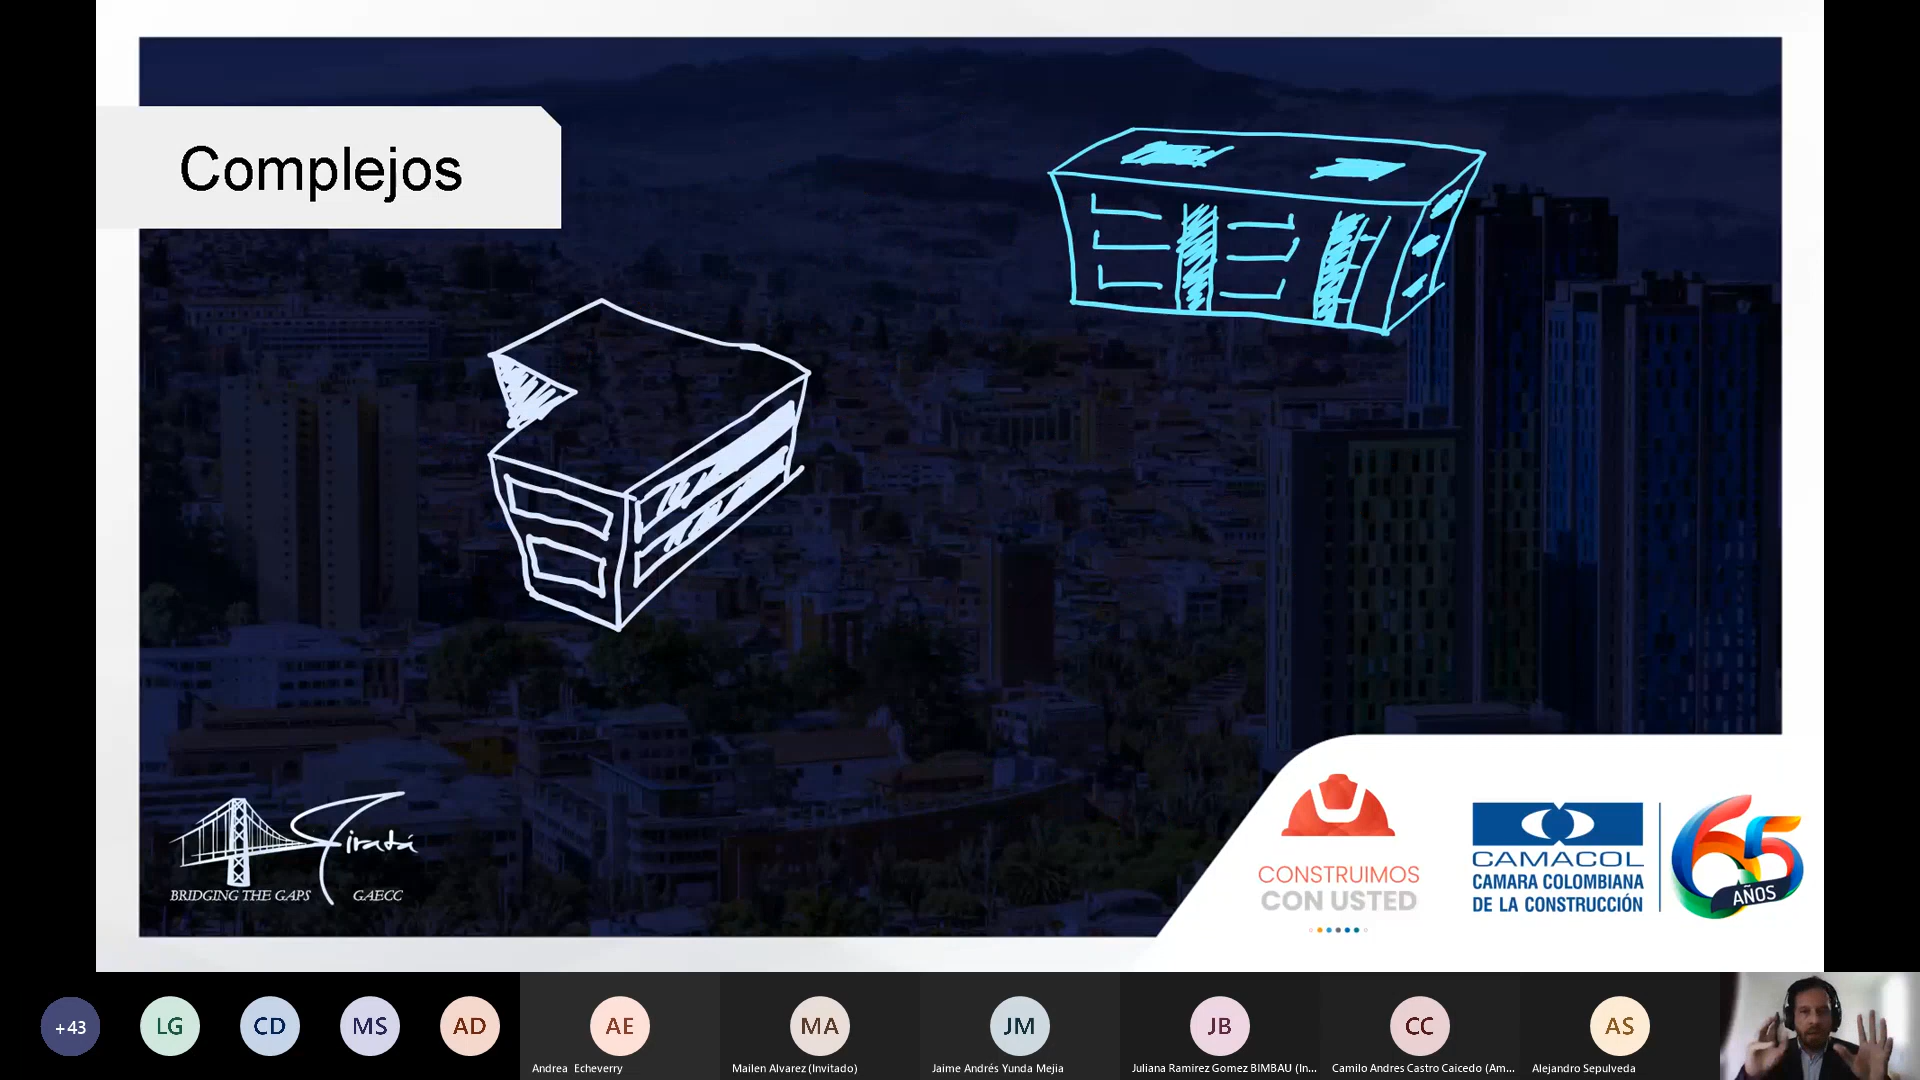 Complejos
Giratá
BRIDGING THE GAPS GAECC
CONSTRUIMOS
CON USTED
CAMACOL
CAMARA COLOMBIANA
DE LA CONSTRUCCIÓN
65
AÑOS
+43
LG
CD
MS
AD
AE
MA
JM
JB
CC
AS
Andrea Echeverry
Mailen Alvarez (Invitado)
Jaime Andrés Yunda Mejia
Juliana Ramirez Gomez BIMBAU (In...
Camilo Andres Castro Caicedo (Am...
Alejandro Sepulveda